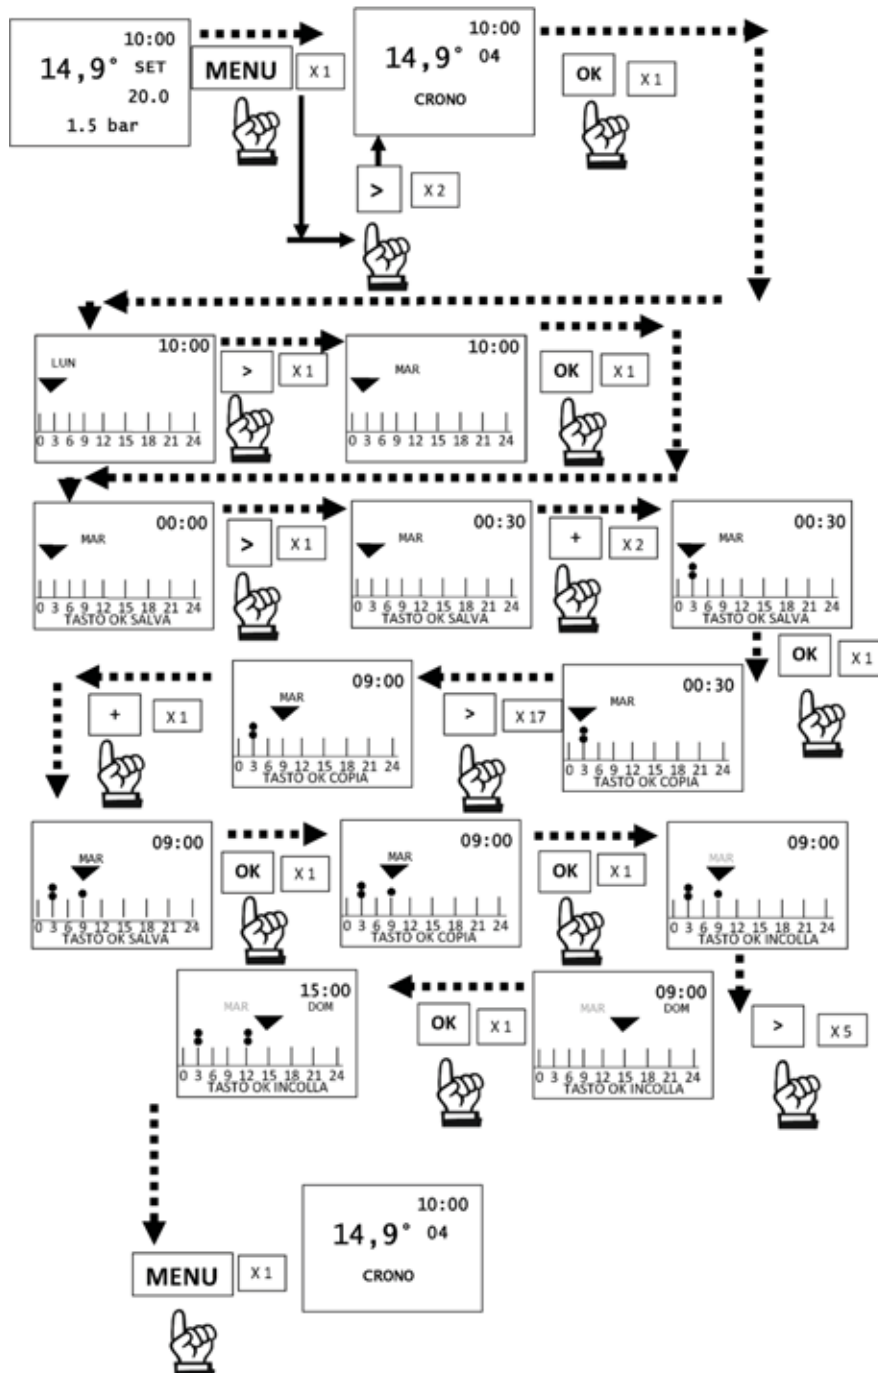 10:00
14,9° SET
20.0
1.5 bar
MENU
X 1
10:00
14,9° 04
CRONO
OK
X 1
>
X 2
10:00
LUN
0 3 6 9 12 15 18 21 24
>
X 1
10:00
MAR
0 3 6 9 12 15 18 21 24
OK
X 1
00:00
MAR
0 3 6 9 12 15 18 21 24
TASTO OK SALVA
>
X 1
00:30
MAR
0 3 6 9 12 15 18 21 24
TASTO OK SALVA
+
X 2
00:30
MAR
0 3 6 9 12 15 18 21 24
TASTO OK SALVA
OK
X 1
00:30
MAR
0 3 6 9 12 15 18 21 24
TASTO OK COPIA
>
X 17
09:00
MAR
0 3 6 9 12 15 18 21 24
TASTO OK COPIA
+
X 1
09:00
MAR
0 3 6 9 12 15 18 21 24
TASTO OK SALVA
OK
X 1
09:00
MAR
0 3 6 9 12 15 18 21 24
TASTO OK COPIA
OK
X 1
09:00
MAR
0 3 6 9 12 15 18 21 24
TASTO OK INCOLLA
>
X 5
09:00
MAR DOM
0 3 6 9 12 15 18 21 24
TASTO OK INCOLLA
OK
X 1
15:00
MAR DOM
0 3 6 9 12 15 18 21 24
TASTO OK INCOLLA
MENU
X 1
10:00
14,9° 04
CRONO